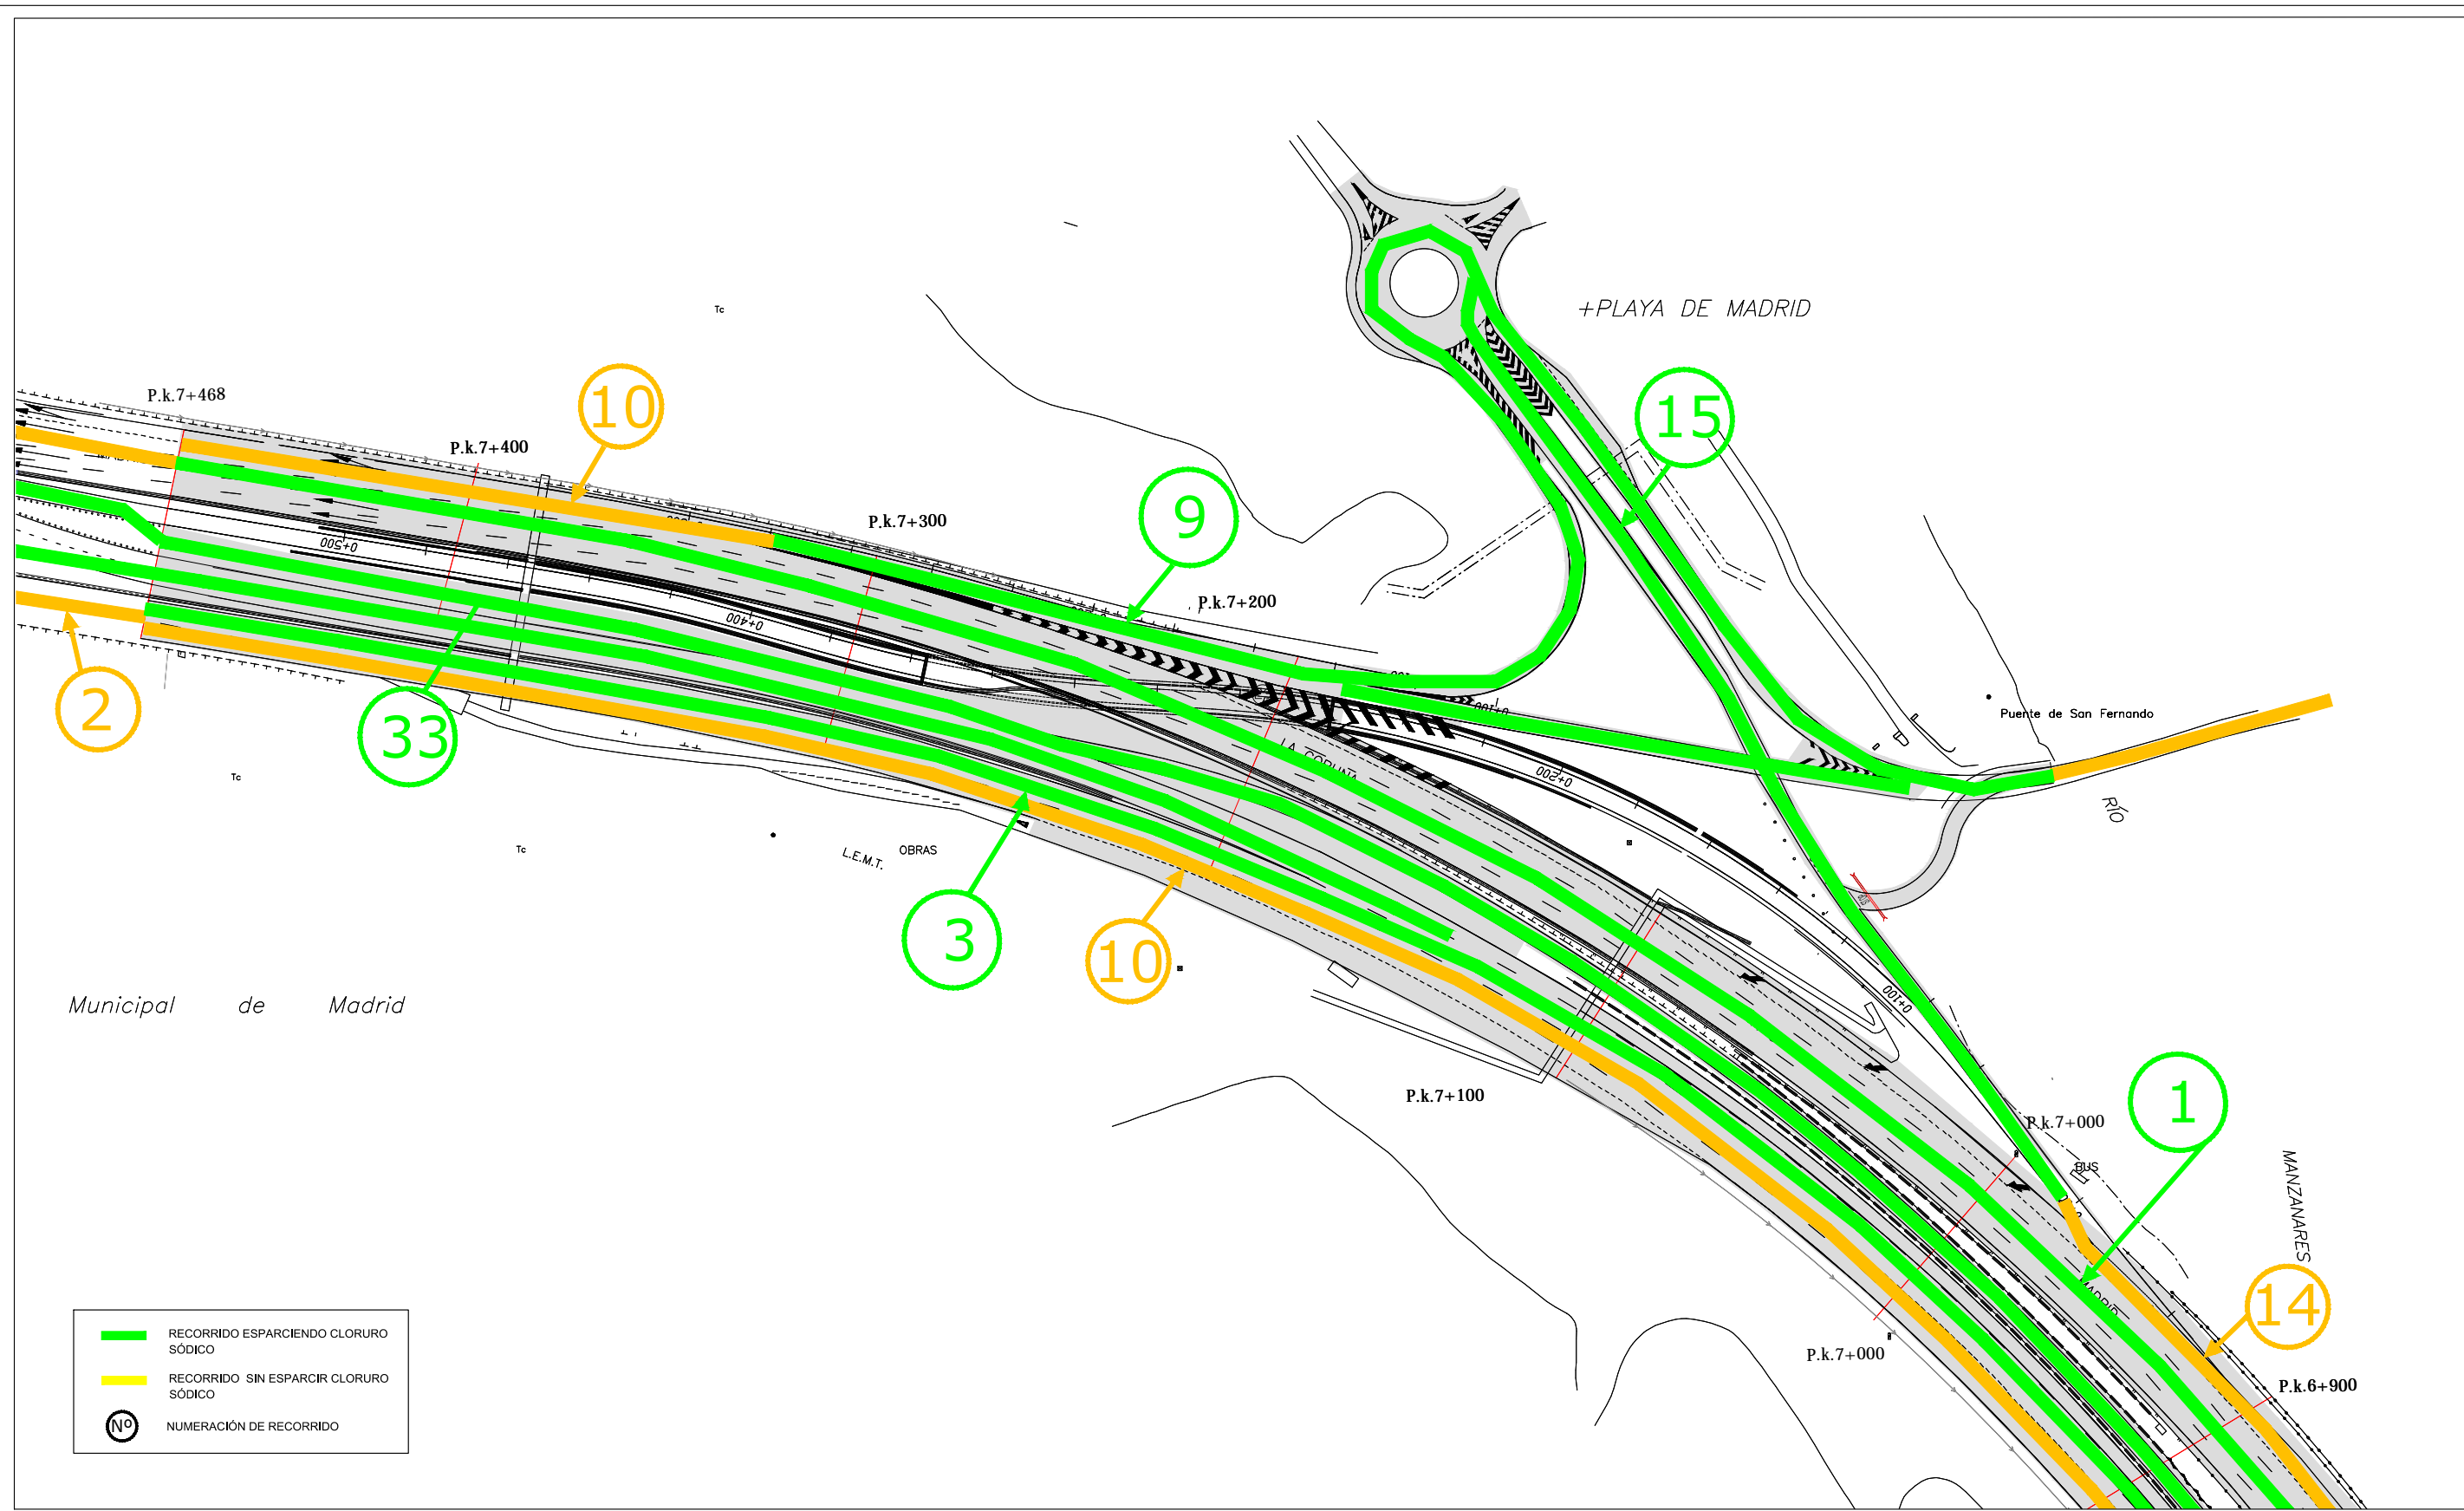 +PLAYA DE MADRID
Tc
P.k.7+468
10
15
P.k.7+400
9
P.k.7+300
0+500
P.k.7+200
0+400
2
33
0+100
Puente de San Fernando
LA CORUÑA
0+200
RÍO
Tc
Tc
L.E.M.T.
OBRAS
3
10
Municipal de Madrid
0+100
P.k.7+100
1
P.k.7+000
BUS
MANZANARES
MADRID
14
P.k.7+000
P.k.6+900
RECORRIDO ESPARCIENDO CLORURO
SÓDICO
RECORRIDO SIN ESPARCIR CLORURO
SÓDICO
Nº
NUMERACIÓN DE RECORRIDO